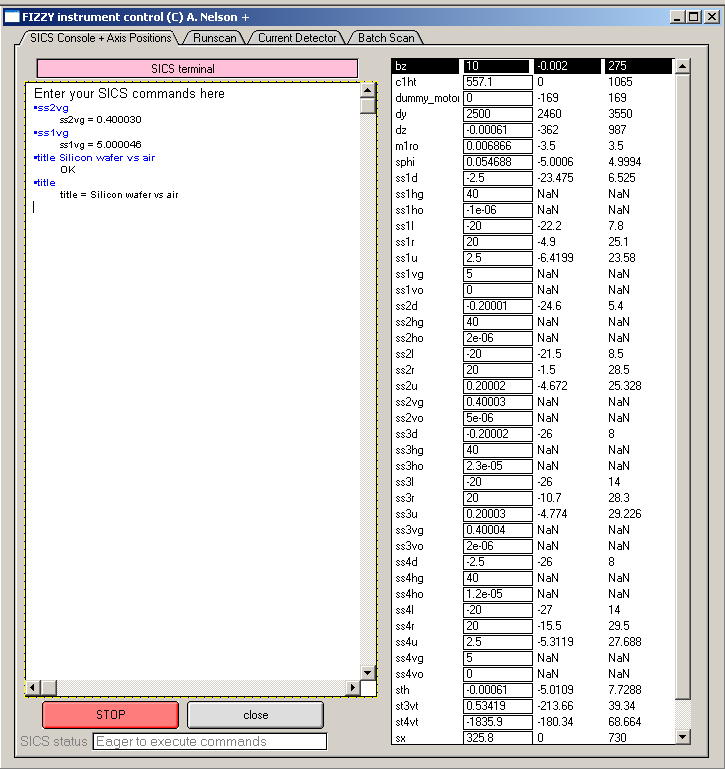 FIZZY instrument control (C) A. Nelson +
SICS Console + Axis Positions Runscan Current Detector Batch Scan
SICS terminal
Enter your SICS commands here
•ss2vg
ss2vg = 0.400030
•ss1vg
ss1vg = 5.000046
•title Silicon wafer vs air
OK
•title
title = Silicon wafer vs air
STOP close
SICS status Eager to execute commands
bz 10 -0.002 275
c1ht 557.1 0 1065
dummy_motor 0 -169 169
dy 2500 2460 3550
dz -0.00061 -362 987
m1ro 0.006866 -3.5 3.5
sphi 0.054688 -5.0006 4.9994
ss1d -2.5 -23.475 6.525
ss1hg 40 NaN NaN
ss1ho -1e-06 NaN NaN
ss1l -20 -22.2 7.8
ss1r 20 -4.9 25.1
ss1u 2.5 -6.4199 23.58
ss1vg 5 NaN NaN
ss1vo 0 NaN NaN
ss2d -0.20001 -24.6 5.4
ss2hg 40 NaN NaN
ss2ho 2e-06 NaN NaN
ss2l -20 -21.5 8.5
ss2r 20 -1.5 28.5
ss2u 0.20002 -4.672 25.328
ss2vg 0.40003 NaN NaN
ss2vo 5e-06 NaN NaN
ss3d -0.20002 -26 8
ss3hg 40 NaN NaN
ss3ho 2.3e-05 NaN NaN
ss3l -20 -26 14
ss3r 20 -10.7 28.3
ss3u 0.20003 -4.774 29.226
ss3vg 0.40004 NaN NaN
ss3vo 2e-06 NaN NaN
ss4d -2.5 -26 8
ss4hg 40 NaN NaN
ss4ho 1.2e-05 NaN NaN
ss4l -20 -27 14
ss4r 20 -15.5 29.5
ss4u 2.5 -5.3119 27.688
ss4vg 5 NaN NaN
ss4vo 0 NaN NaN
sth -0.00061 -5.0109 7.7288
st3vt 0.53419 -213.66 39.34
st4vt -1835.9 -180.34 68.664
sx 325.8 0 730